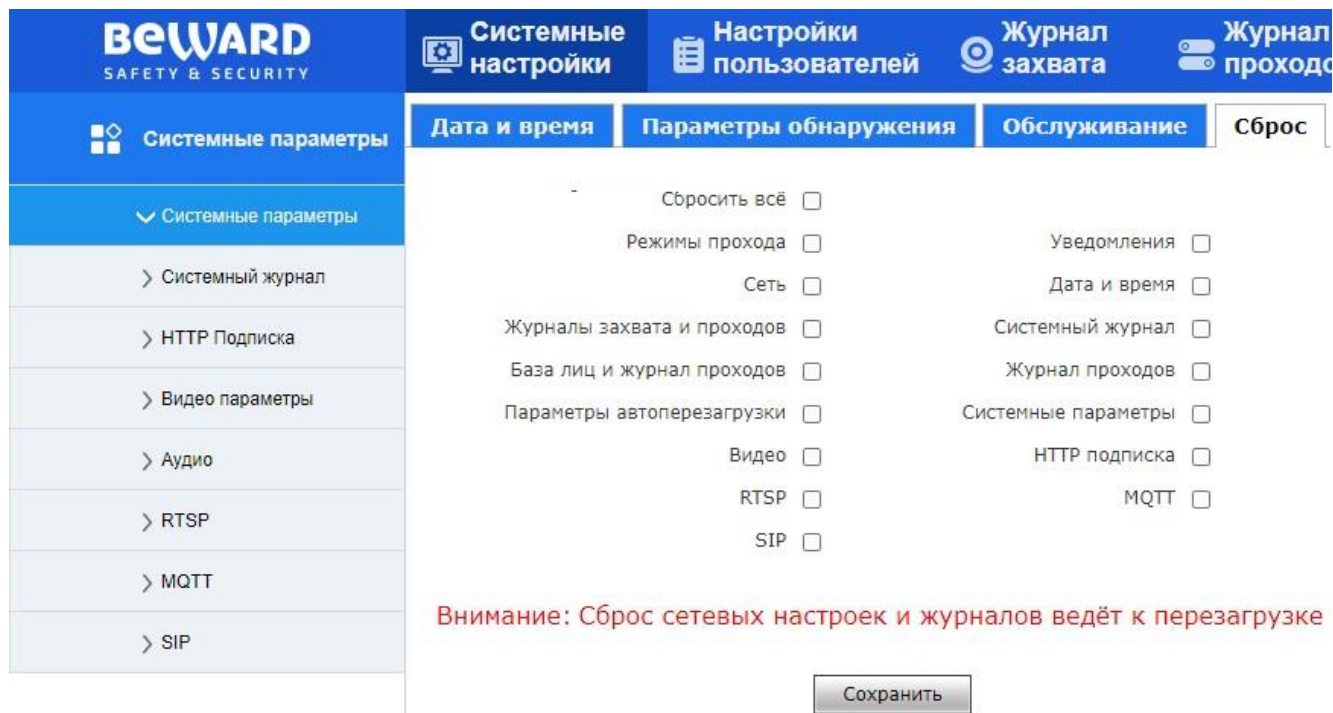 BEWARD
SAFETY & SECURITY
Системные
настройки
Настройки
пользователей
Журнал
захвата
Журнал
Системные параметры
Дата и время
Параметры обнаружения
Обслуживание
Сброс
Системные параметры
Системный журнал
HTTP Подписка
Видео параметры
Аудио
RTSP
MQTT
SIP
Сбросить всё
Режимы прохода
Уведомления
Сеть
Дата и время
Журналы захвата и проходов
Системный журнал
База лиц и журнал проходов
Журнал проходов
Параметры автоперезагрузки
Системные параметры
Видео
HTTP подписка
RTSP
MQTT
SIP
Внимание: Сброс сетевых настроек и журналов ведёт к перезагрузке
Сохранить